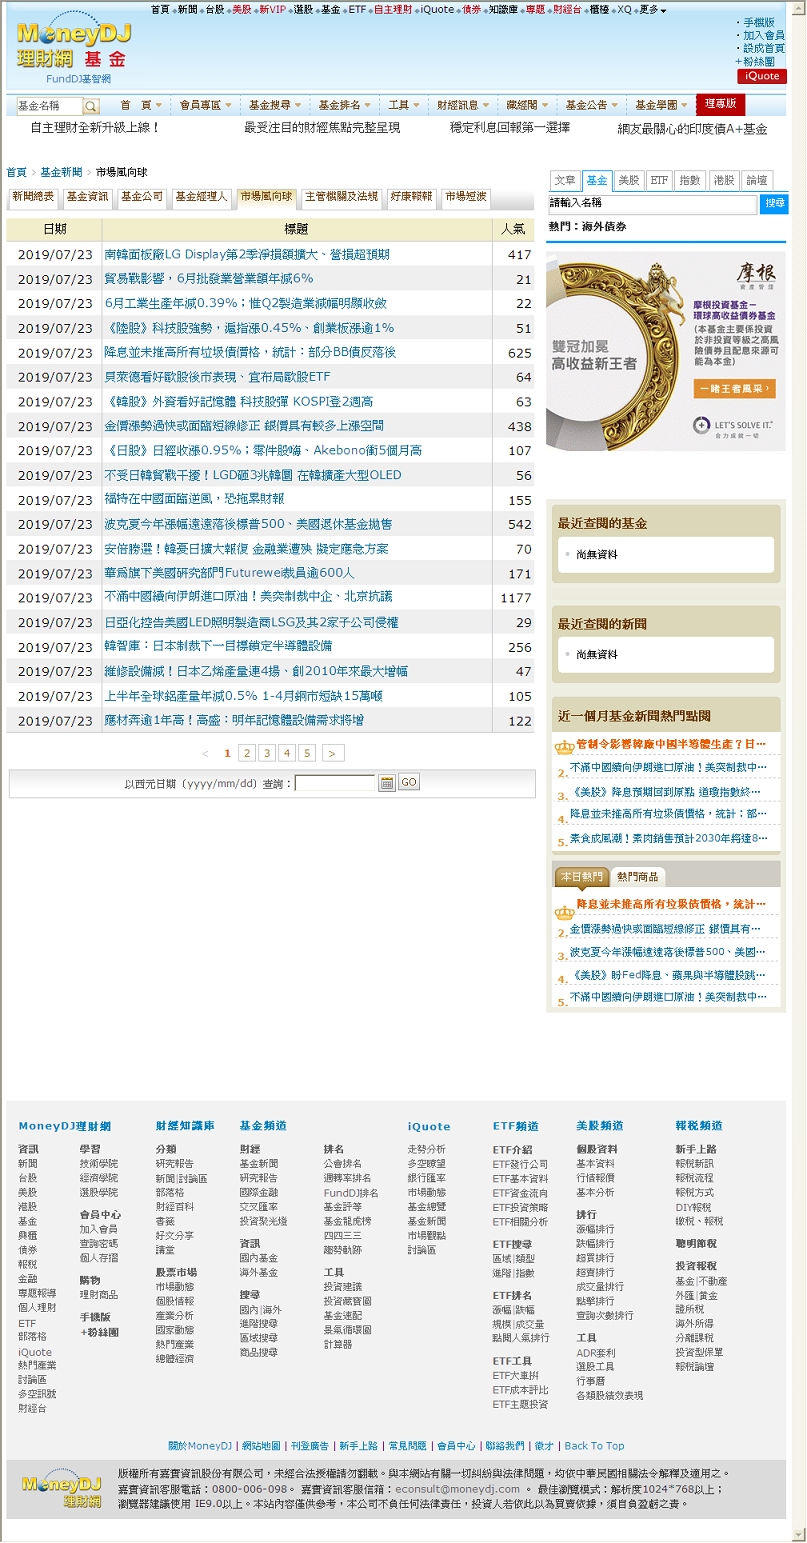 首頁 新聞 台股 美股 新VIP 選股 基金 ETF 自主理財 iQuote 債券 知識庫 專題 財經台 櫃檯 XQ 更多
MoneyDJ
理財網 基金
FundDJ基智網
手機版
加入會員
設成首頁
+粉絲團
iQuote
基金名稱
首 頁 會員專區 基金搜尋 基金排名 工具 財經訊息 藏經閣 基金公告 基金學園 理專版
自主理財全新升級上線！ 最受注目的財經焦點完整呈現 穩定利息回報第一選擇 網友最關心的印度債A+基金
首頁 > 基金新聞 > 市場風向球
新聞總表 基金資訊 基金公司 基金經理人 市場風向球 主管機關及法規 好康報報 市場短波
日期 標題 人氣
2019/07/23 南韓面板廠LG Display第2季淨損額擴大、營損超預期 417
2019/07/23 貿易戰影響，6月批發業營業額年減6% 21
2019/07/23 6月工業生產年減0.39%；惟Q2製造業減幅明顯收斂 22
2019/07/23 《陸股》科技股強勢，滬指漲0.45%、創業板漲逾1% 51
2019/07/23 降息並未推高所有垃圾債價格，統計：部分BB債反落後 625
2019/07/23 貝萊德看好歐股後市表現、宜布局歐股ETF 64
2019/07/23 《韓股》外資看好記憶體 科技股彈 KOSPI登2週高 63
2019/07/23 金價漲勢過快或面臨短線修正 銀價具有較多上漲空間 438
2019/07/23 《日股》日經收漲0.95%；零件股嗨、Akebono衝5個月高 107
2019/07/23 不受日韓貿戰干擾！LGD砸3兆韓圜 在韓擴產大型OLED 56
2019/07/23 福特在中國面臨逆風，恐拖累財報 155
2019/07/23 波克夏今年漲幅遠遠落後標普500、美國退休基金拋售 542
2019/07/23 安倍勝選！韓憂日擴大報復 金融業遭殃 擬定應急方案 70
2019/07/23 華為旗下美國研究部門Futurewei裁員逾600人 171
2019/07/23 不滿中國續向伊朗進口原油！美突制裁中企、北京抗議 1177
2019/07/23 日亞化控告美國LED照明製造商LSG及其2家子公司侵權 29
2019/07/23 韓智庫：日本制裁下一目標鎖定半導體設備 256
2019/07/23 維修設備減！日本乙烯產量連4揚、創2010年來最大增幅 47
2019/07/23 上半年全球鋁產量年減0.5% 1-4月銅市短缺15萬噸 105
2019/07/23 應材奔逾1年高！高盛：明年記憶體設備需求將增 122
< 1 2 3 4 5 >
以西元日期（yyyy/mm/dd）查詢： GO
文章 基金 美股 ETF 指數 港股 論壇
請輸入名稱 搜尋
熱門：海外債券
摩根
資產管理
摩根投資基金－
環球高收益債券基金
(本基金主要係投資
於非投資等級之高風
險債券且配息來源可
能為本金)
雙冠加冕
高收益新王者
一睹王者風采
LET'S SOLVE IT.
合力成就一切
最近查閱的基金
尚無資料
最近查閱的新聞
尚無資料
近一個月基金新聞熱門點閱
管制令影響韓廠中國半導體生產？日…
2. 不滿中國續向伊朗進口原油！美突制裁中…
3. 《美股》降息預期回到原點 道瓊指數終…
4. 降息並未推高所有垃圾債價格，統計：部…
5. 素食成風潮！素肉銷售預計2030年將達8…
本日熱門 熱門商品
降息並未推高所有垃圾債價格，統計…
2. 金價漲勢過快或面臨短線修正 銀價具有…
3. 波克夏今年漲幅遠遠落後標普500、美國…
4. 《美股》盼Fed降息、蘋果與半導體股跳…
5. 不滿中國續向伊朗進口原油！美突制裁中…
MoneyDJ理財網
資訊
新聞
台股
美股
港股
基金
興櫃
債券
報稅
金融
專題報導
個人理財
ETF
部落格
iQuote
熱門產業
討論區
多空訊號
財經台
學習
技術學院
經濟學院
選股學院
會員中心
加入會員
查詢密碼
個人存摺
購物
理財商品
手機版
+粉絲團
財經知識庫
分類
研究報告
新聞|討論區
部落格
財經百科
書籤
好文分享
講堂
股票市場
市場動態
個股情報
產業分析
國家動態
熱門產業
總體經濟
基金頻道
財經
基金新聞
研究報告
國際金融
交叉匯率
投資聚光燈
資訊
國內基金
海外基金
搜尋
國內|海外
進階搜尋
區域搜尋
商品搜尋
排名
公會排名
週轉率排名
FundDJ排名
基金評等
基金龍虎榜
四四三三
趨勢軌跡
工具
投資建議
投資藏寶圖
基金速配
景氣循環圖
計算器
iQuote
走勢分析
多空瞭望
銀行匯率
市場動態
基金總覽
基金新聞
市場觀點
討論區
ETF頻道
ETF介紹
ETF發行公司
ETF基本資料
ETF資金流向
ETF投資策略
ETF相關分析
ETF搜尋
區域|類型
進階|指數
ETF排名
漲幅|跌幅
規模|成交量
點閱人氣排行
ETF工具
ETF大車拚
ETF成本評比
ETF主題投資
美股頻道
個股資料
基本資料
行情報價
基本分析
排行
漲幅排行
跌幅排行
超買排行
超賣排行
成交量排行
點擊排行
查詢次數排行
工具
ADR套利
選股工具
行事曆
各類股績效表現
報稅頻道
新手上路
報稅新訊
報稅流程
報稅方式
DIY報稅
繳稅、報稅
聰明節稅
投資報稅
基金|不動產
外匯|黃金
證所稅
海外所得
分離課稅
投資型保單
報稅論壇
關於MoneyDJ | 網站地圖 | 刊登廣告 | 新手上路 | 常見問題 | 會員中心 | 聯絡我們 | 徵才 | Back To Top
MoneyDJ
理財網
版權所有嘉實資訊股份有限公司，未經合法授權請勿翻載。與本網站有關一切糾紛與法律問題，均依中華民國相關法令解釋及適用之。
嘉實資訊客服電話：0800-006-098。 嘉實資訊客服信箱：econsult@moneydj.com 。 最佳瀏覽模式：解析度1024*768以上；
瀏覽器建議使用 IE9.0以上。本站內容僅供參考，本公司不負任何法律責任，投資人若依此以為買賣依據，須自負盈虧之責。